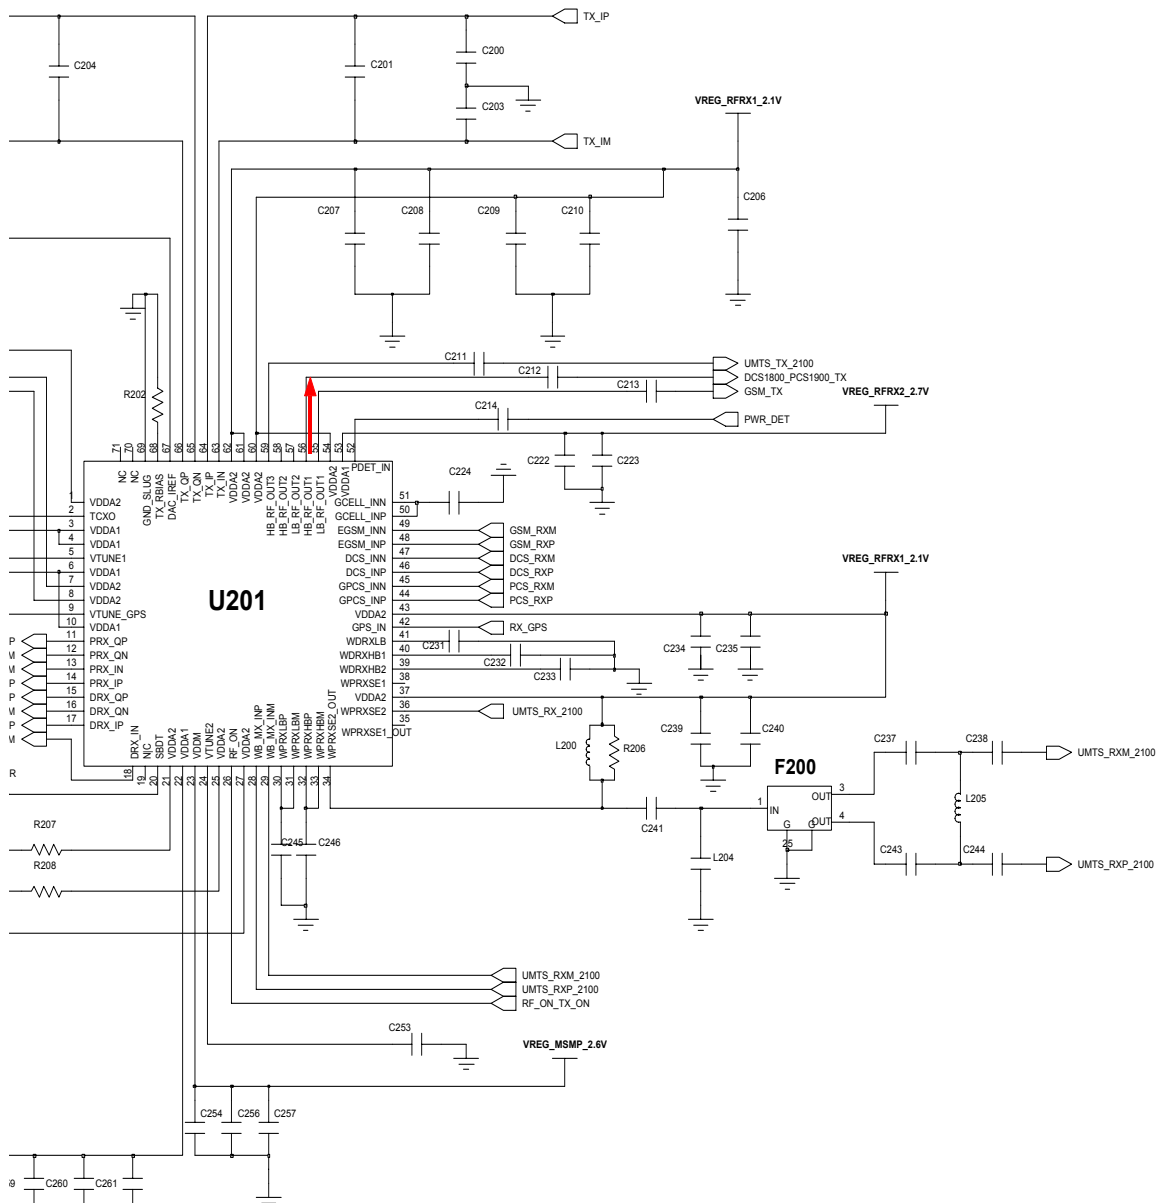 TX_IP
C204
C201
C200
C203
VREG_RFRX1_2.1V
TX_IM
C207
C208
C209
C210
C206
C211
UMTS_TX_2100
C212
DCS1800_PCS1900_TX
C213
GSM_TX
VREG_RFRX2_2.7V
R202
C214
PWR_DET
71 70 69 68 67 66 65 64 63 62 61 60 59 58 57 56 55 54 53 52
C222
C223
C224
NC
NC
GND_SLUG
TX_RBIAS
DAC_IREF
TX_QP
TX_QN
TX_IP
TX_IN
VDDA2
VDDA2
VDDA2
HB_RF_OUT3
HB_RF_OUT2
LB_RF_OUT2
HB_RF_OUT1
LB_RF_OUT1
VDDA2
VDDA1
PDET_IN
1 VDDA2
2 TCXO
3 VDDA1
4 VDDA1
5 VTUNE1
6 VDDA1
7 VDDA2
8 VDDA2
9 VTUNE_GPS
10 VDDA1
P 11 PRX_QP
M 12 PRX_QN
M 13 PRX_IN
P 14 PRX_IP
P 15 DRX_QP
M 16 DRX_QN
P 17 DRX_IP
M
U201
GCELL_INN 51
GCELL_INP 50
EGSM_INN 49 GSM_RXM
EGSM_INP 48 GSM_RXP
DCS_INN 47 DCS_RXM
DCS_INP 46 DCS_RXP
GPCS_INN 45 PCS_RXM
GPCS_INP 44 PCS_RXP
VDDA2 43
GPS_IN 42 RX_GPS
WDRXLB 41 C231
WDRXHB1 40 C232
WDRXHB2 39 C233
WPRXSE1 38
VDDA2 37
WPRXSE2 36 UMTS_RX_2100
WPRXSE1_OUT 35
VREG_RFRX1_2.1V
C234
C235
DRX_IN
N/C
SBDT
VDDA2
VDDA1
VDDM
VTUNE2
VDDA2
RF_ON
VDDA2
WB_MX_INP
WB_MX_INM
WPRXLBP
WPRXLBM
WPRXHBP
WPRXHBM
WPRXSE2_OUT
18 19 20 21 22 23 24 25 26 27 28 29 30 31 32 33 34
R
L200
R206
C239
C240
C237
C238
F200
UMTS_RXM_2100
1 IN
OUT 3
OUT 4
G G
25
L205
C241
L204
C243
C244
UMTS_RXP_2100
R207
R208
C245
C246
UMTS_RXM_2100
UMTS_RXP_2100
RF_ON_TX_ON
C253
VREG_MSMP_2.6V
C254
C256
C257
C260
C261